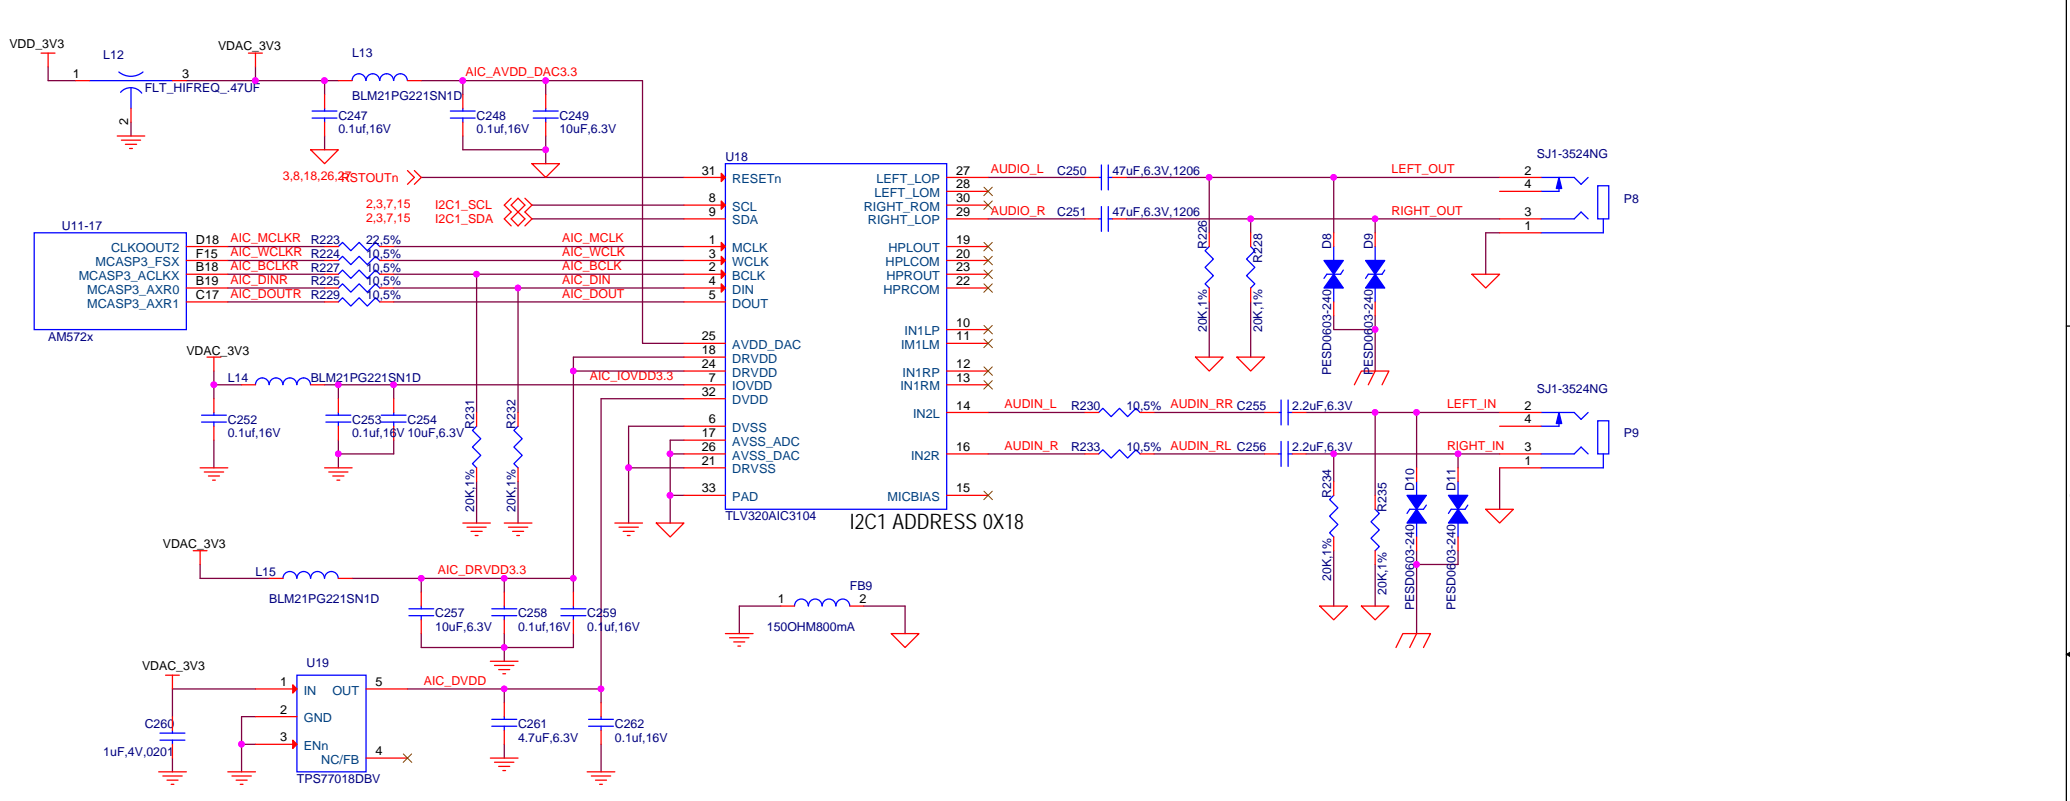 VDD_3V3
L12
1
3
2
FLT_HIFREQ_.47UF
VDAC_3V3
L13
BLM21PG221SN1D
AIC_AVDD_DAC3.3
C247
0.1uf,16V
C248
0.1uf,16V
C249
10uF,6.3V
3,8,18,26,27
RSTOUTn
2,3,7,15 I2C1_SCL
2,3,7,15 I2C1_SDA
U11-17
CLKOOUT2 D18 AIC_MCLKR R223 22,5% AIC_MCLK
MCASP3_FSX F15 AIC_WCLKR R224 10,5% AIC_WCLK
MCASP3_ACLKX B18 AIC_BCLKR R227 10,5% AIC_BCLK
MCASP3_AXR0 B19 AIC_DINR R225 10,5% AIC_DIN
MCASP3_AXR1 C17 AIC_DOUTR R229 10,5% AIC_DOUT
AM572x
VDAC_3V3
L14
BLM21PG221SN1D
AIC_IOVDD3.3
C252
0.1uf,16V
C253
0.1uf,16V
C254
10uF,6.3V
R231
20K,1%
R232
20K,1%
VDAC_3V3
L15
BLM21PG221SN1D
AIC_DRVDD3.3
C257
10uF,6.3V
C258
0.1uf,16V
C259
0.1uf,16V
VDAC_3V3
C260
1uF,4V,0201
U19
1 IN OUT 5
2 GND
3 ENn
NC/FB 4
TPS77018DBV
AIC_DVDD
C261
4.7uF,6.3V
C262
0.1uf,16V
U18
31 RESETn
8 SCL
9 SDA
1 MCLK
3 WCLK
2 BCLK
4 DIN
5 DOUT
25 AVDD_DAC
18 DRVDD
24 DRVDD
7 IOVDD
32 DVDD
6 DVSS
17 AVSS_ADC
26 AVSS_DAC
21 DRVSS
33 PAD
LEFT_LOP 27
LEFT_LOM 28
RIGHT_ROM 30
RIGHT_LOP 29
HPLOUT 19
HPLCOM 20
HPROUT 23
HPRCOM 22
IN1LP 10
IM1LM 11
IN1RP 12
IN1RM 13
IN2L 14
IN2R 16
MICBIAS 15
TLV320AIC3104
I2C1 ADDRESS 0X18
FB9
1 2
150OHM800mA
AUDIO_L C250 47uF,6.3V,1206
AUDIO_R C251 47uF,6.3V,1206
R226
20K,1%
R228
20K,1%
D8
PESD0603-240
D9
PESD0603-240
LEFT_OUT
RIGHT_OUT
SJ1-3524NG
2
4
3
1
P8
AUDIN_L R230 10,5% AUDIN_RR C255 2.2uF,6.3V
AUDIN_R R233 10,5% AUDIN_RL C256 2.2uF,6.3V
R234
20K,1%
R235
20K,1%
D10
PESD0603-240
D11
PESD0603-240
LEFT_IN
RIGHT_IN
SJ1-3524NG
2
4
3
1
P9